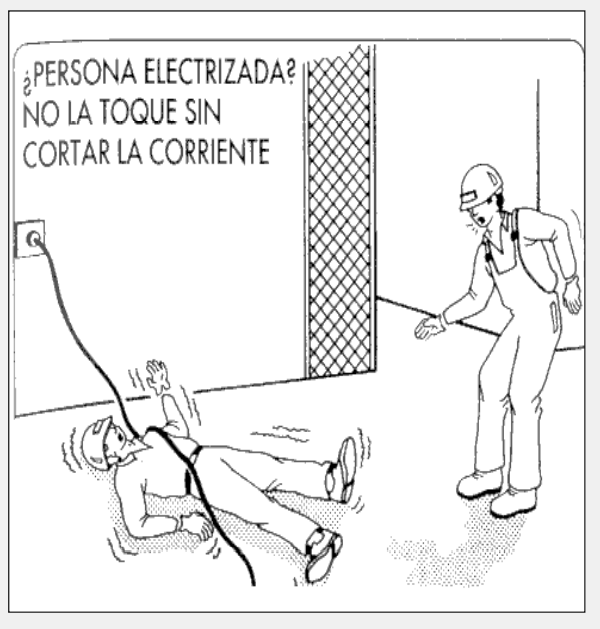 ¿PERSONA ELECTRIZADA?
NO LA TOQUE SIN
CORTAR LA CORRIENTE